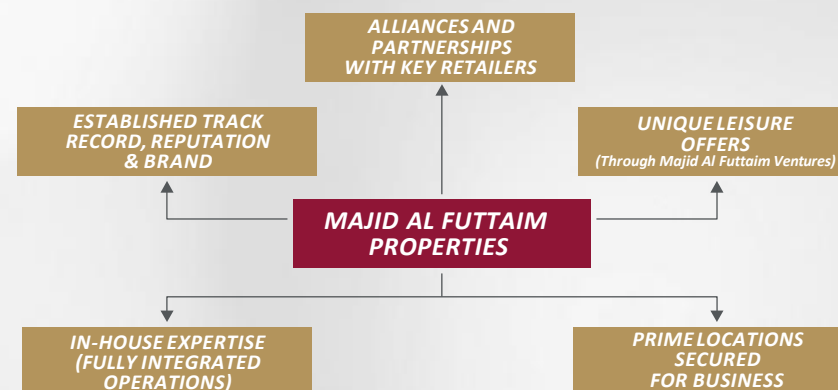 ALLIANCES AND
PARTNERSHIPS
WITH KEY RETAILERS
ESTABLISHED TRACK
RECORD, REPUTATION
& BRAND
UNIQUE LEISURE
OFFERS
(Through Majid Al Futtaim Ventures)
MAJID AL FUTTAIM
PROPERTIES
IN-HOUSE EXPERTISE
(FULLY INTEGRATED
OPERATIONS)
PRIME LOCATIONS
SECURED
FOR BUSINESS